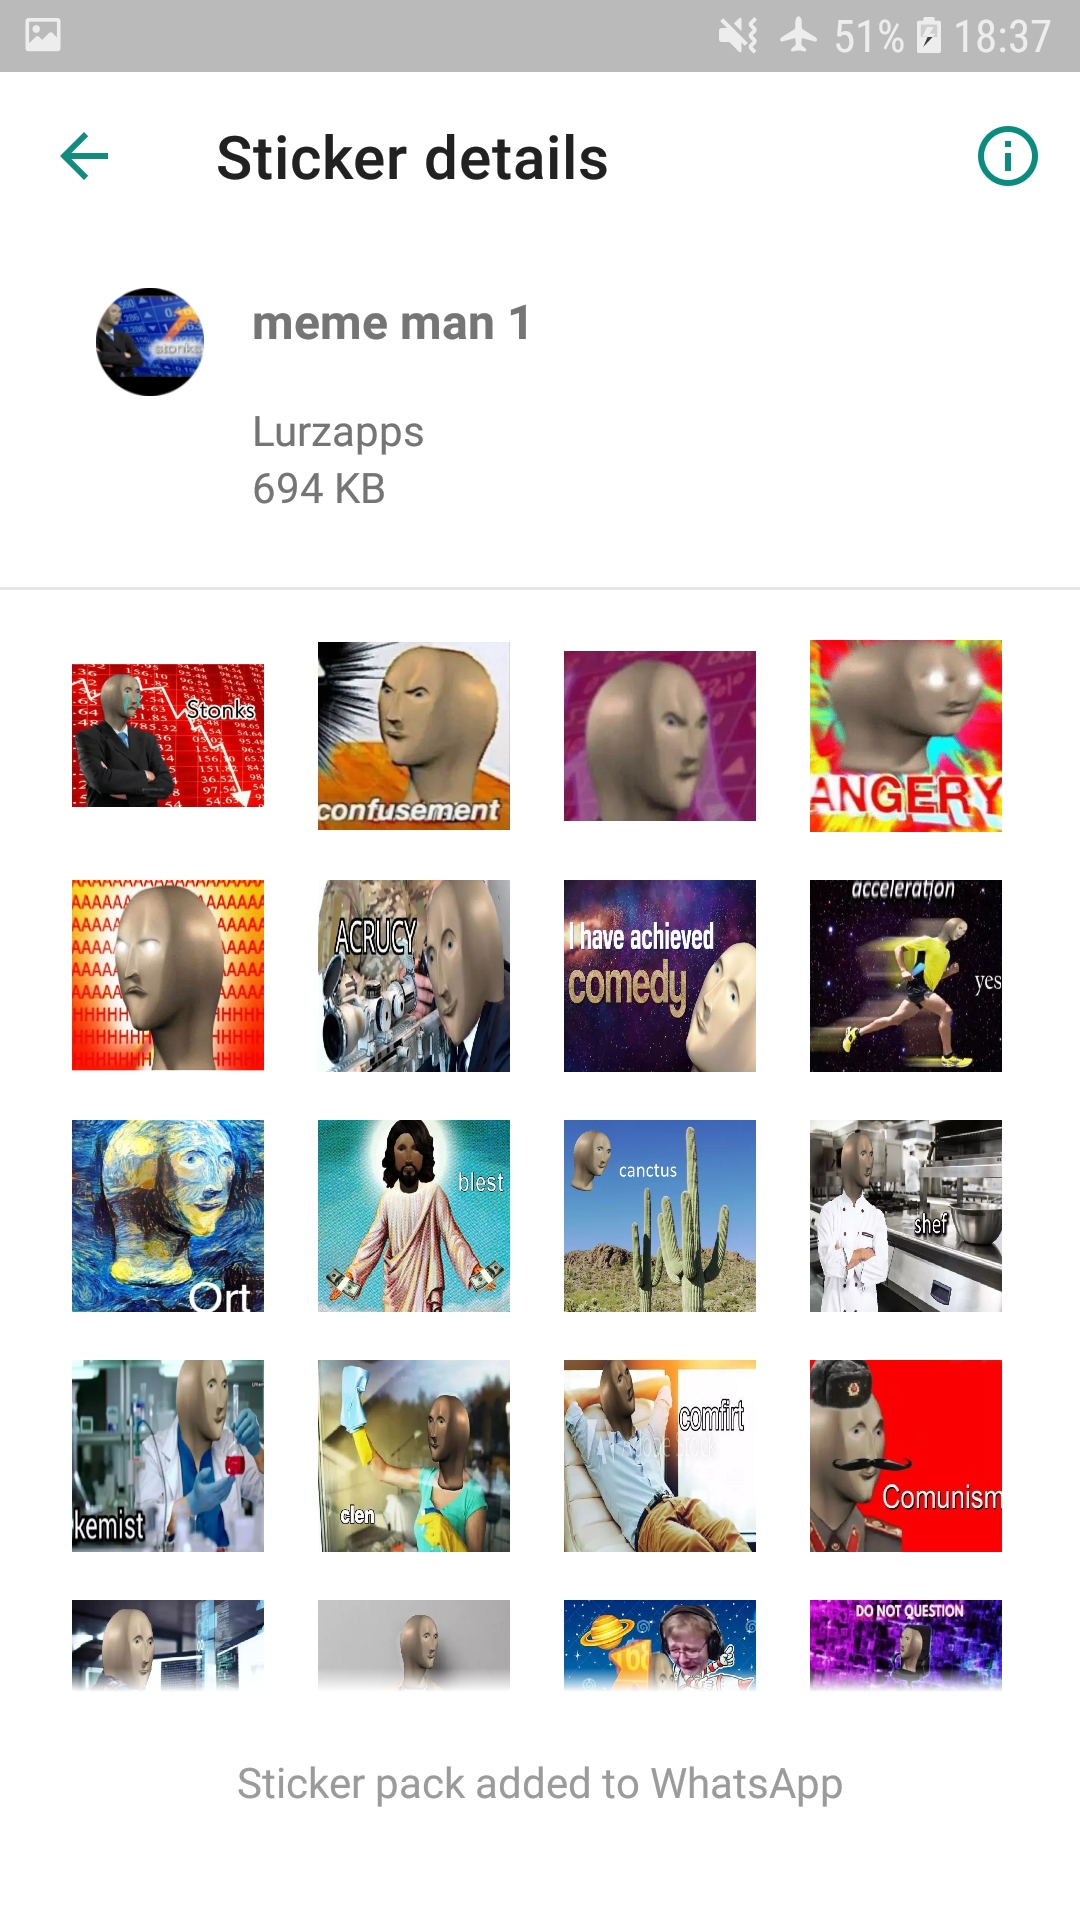 51% 18:37
Sticker details
meme man 1
stonks
Lurzapps
694 KB
Stonks
confusement
ANGERY
ACRUCY
I have achieved
comedy
acceleration
yes
Ort
blest
canctus
shef
kemist
clen
comfirt
Comunism
DO NOT QUESTION
Sticker pack added to WhatsApp